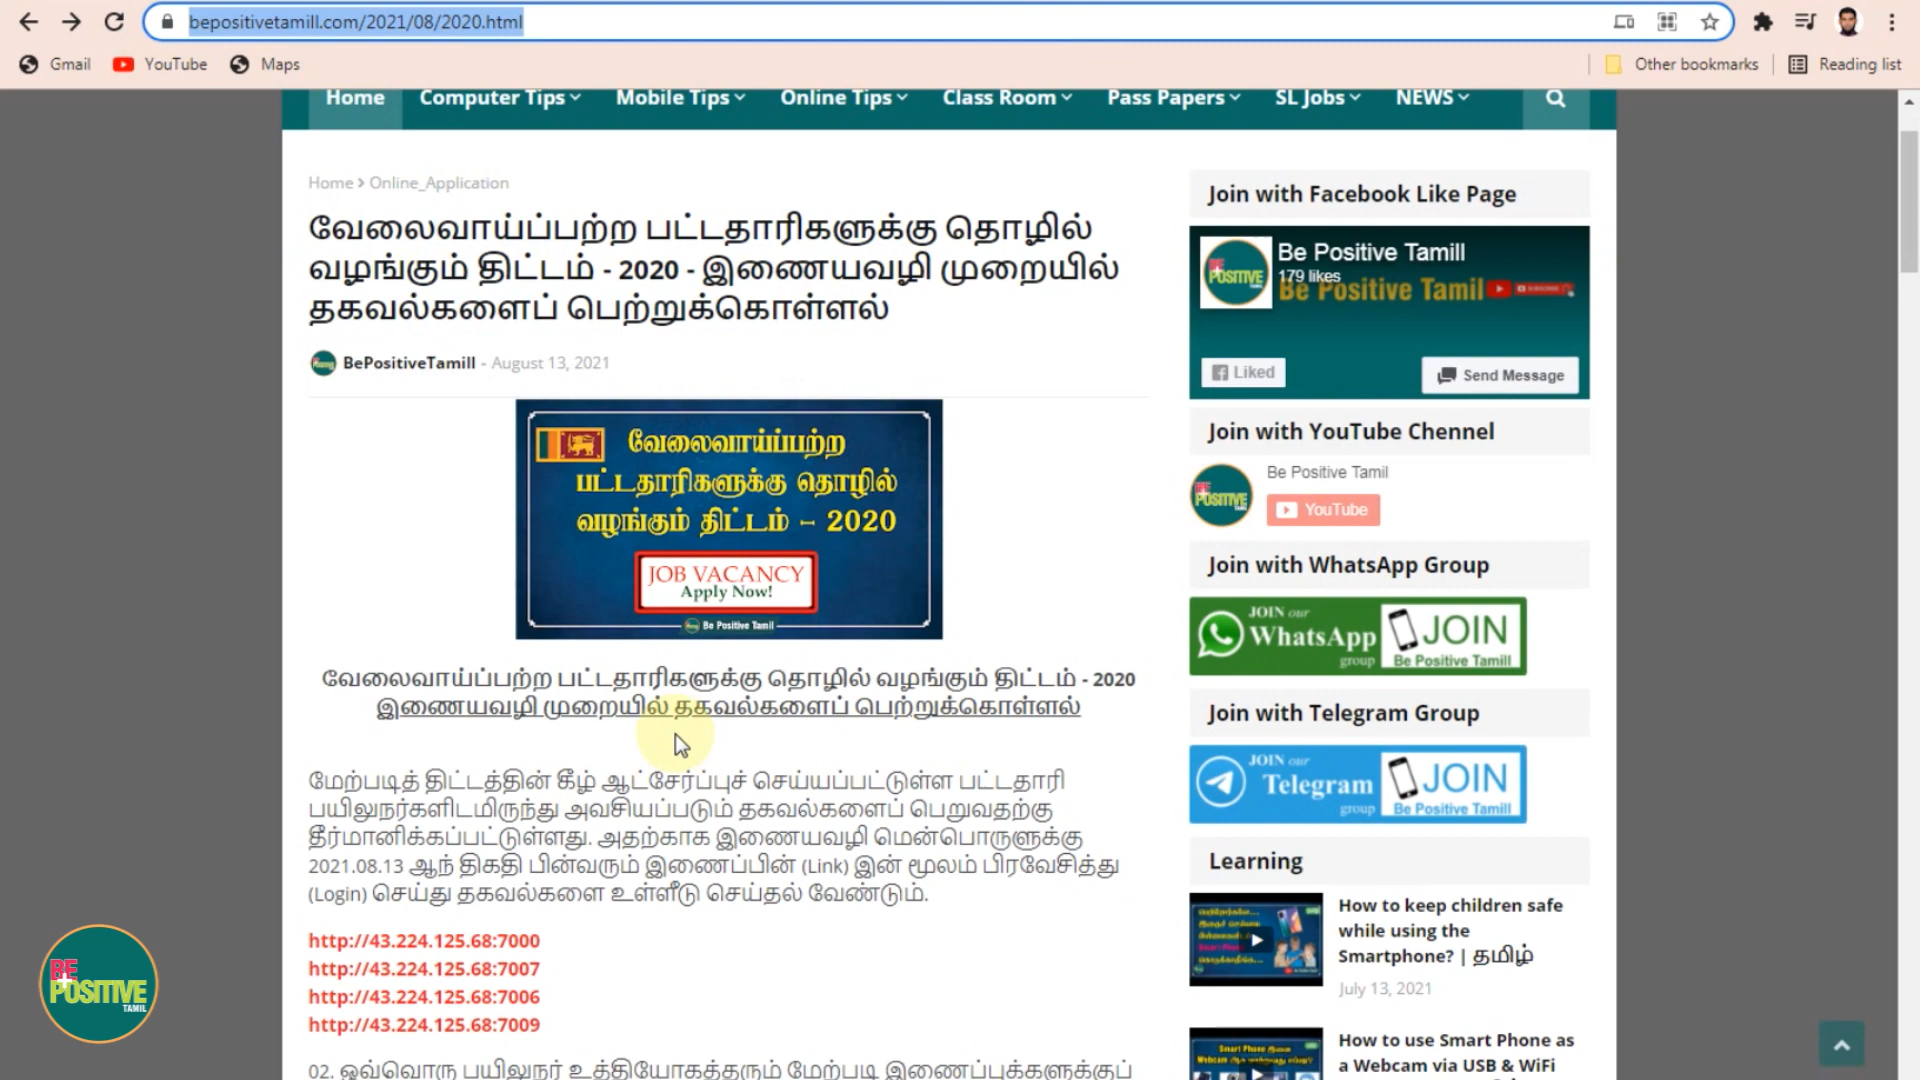 bepositivetamill.com/2021/08/2020.html
Gmail YouTube Maps Other bookmarks Reading list
Home Computer Tips Mobile Tips Online Tips Class Room Pass Papers SL Jobs NEWS
Home > Online_Application
வேலைவாய்ப்பற்ற பட்டதாரிகளுக்கு தொழில்
வழங்கும் திட்டம் - 2020 - இணையவழி முறையில்
தகவல்களைப் பெற்றுக்கொள்ளல்
BePositiveTamill - August 13, 2021
வேலைவாய்ப்பற்ற
பட்டதாரிகளுக்கு தொழில்
வழங்கும் திட்டம் – 2020
JOB VACANCY
Apply Now!
Be Positive Tamil
வேலைவாய்ப்பற்ற பட்டதாரிகளுக்கு தொழில் வழங்கும் திட்டம் - 2020
இணையவழி முறையில் தகவல்களைப் பெற்றுக்கொள்ளல்
மேற்படித் திட்டத்தின் கீழ் ஆட்சேர்ப்புச் செய்யப்பட்டுள்ள பட்டதாரி
பயிலுநர்களிடமிருந்து அவசியப்படும் தகவல்களைப் பெறுவதற்கு
தீர்மானிக்கப்பட்டுள்ளது. அதற்காக இணையவழி மென்பொருளுக்கு
2021.08.13 ஆந் திகதி பின்வரும் இணைப்பின் (Link) இன் மூலம் பிரவேசித்து
(Login) செய்து தகவல்களை உள்ளீடு செய்தல் வேண்டும்.
http://43.224.125.68:7000
http://43.224.125.68:7007
http://43.224.125.68:7006
http://43.224.125.68:7009
02. ஒவ்வொரு பயிலுநர் உத்தியோகத்தரும் மேற்படி இணைப்புக்களுக்குப்
Join with Facebook Like Page
Be Positive Tamill
179 likes
Be Positive Tamil
Liked
Send Message
Join with YouTube Chennel
Be Positive Tamil
YouTube
Join with WhatsApp Group
JOIN our
WhatsApp
group
JOIN
Be Positive Tamill
Join with Telegram Group
JOIN our
Telegram
group
JOIN
Be Positive Tamill
Learning
How to keep children safe
while using the
Smartphone? | தமிழ்
July 13, 2021
How to use Smart Phone as
a Webcam via USB & WiFi
BE
POSITIVE
TAMIL